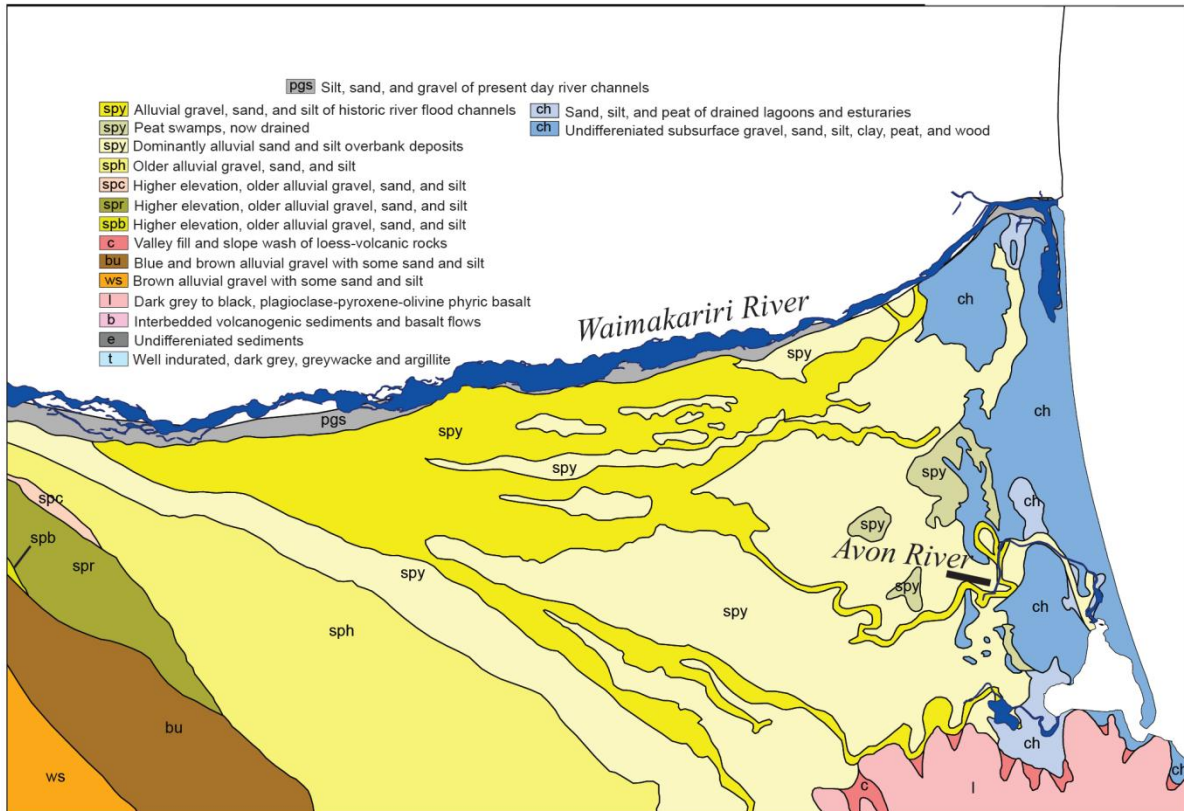 pgs Silt, sand, and gravel of present day river channels
spy Alluvial gravel, sand, and silt of historic river flood channels
spy Peat swamps, now drained
spy Dominantly alluvial sand and silt overbank deposits
sph Older alluvial gravel, sand, and silt
spc Higher elevation, older alluvial gravel, sand, and silt
spr Higher elevation, older alluvial gravel, sand, and silt
spb Higher elevation, older alluvial gravel, sand, and silt
c Valley fill and slope wash of loess-volcanic rocks
bu Blue and brown alluvial gravel with some sand and silt
ws Brown alluvial gravel with some sand and silt
l Dark grey to black, plagioclase-pyroxene-olivine phyric basalt
b Interbedded volcanogenic sediments and basalt flows
e Undiffereniated sediments
t Well indurated, dark grey, greywacke and argillite
ch Sand, silt, and peat of drained lagoons and esturaries
ch Undiffereniated subsurface gravel, sand, silt, clay, peat, and wood
Waimakariri River
ch
spy
pgs
ch
spy
spy
spy
spc
ch
spy
spb
Avon River
spr
spy
spy
spy
ch
sph
bu
ch
ws
c
l
ch